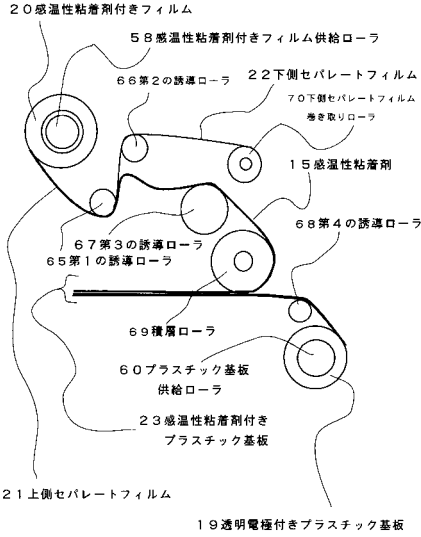 20感温性粘着剤付きフィルム
58感温性粘着剤付きフィルム供給ローラ
66第2の誘導ローラ
22下側セパレートフィルム
70下側セパレートフィルム
巻き取りローラ
15感温性粘着剤
68第4の誘導ローラ
67第3の誘導ローラ
65第1の誘導ローラ
69積層ローラ
60プラスチック基板
供給ローラ
23感温性粘着剤付き
プラスチック基板
21上側セパレートフィルム
19透明電極付きプラスチック基板